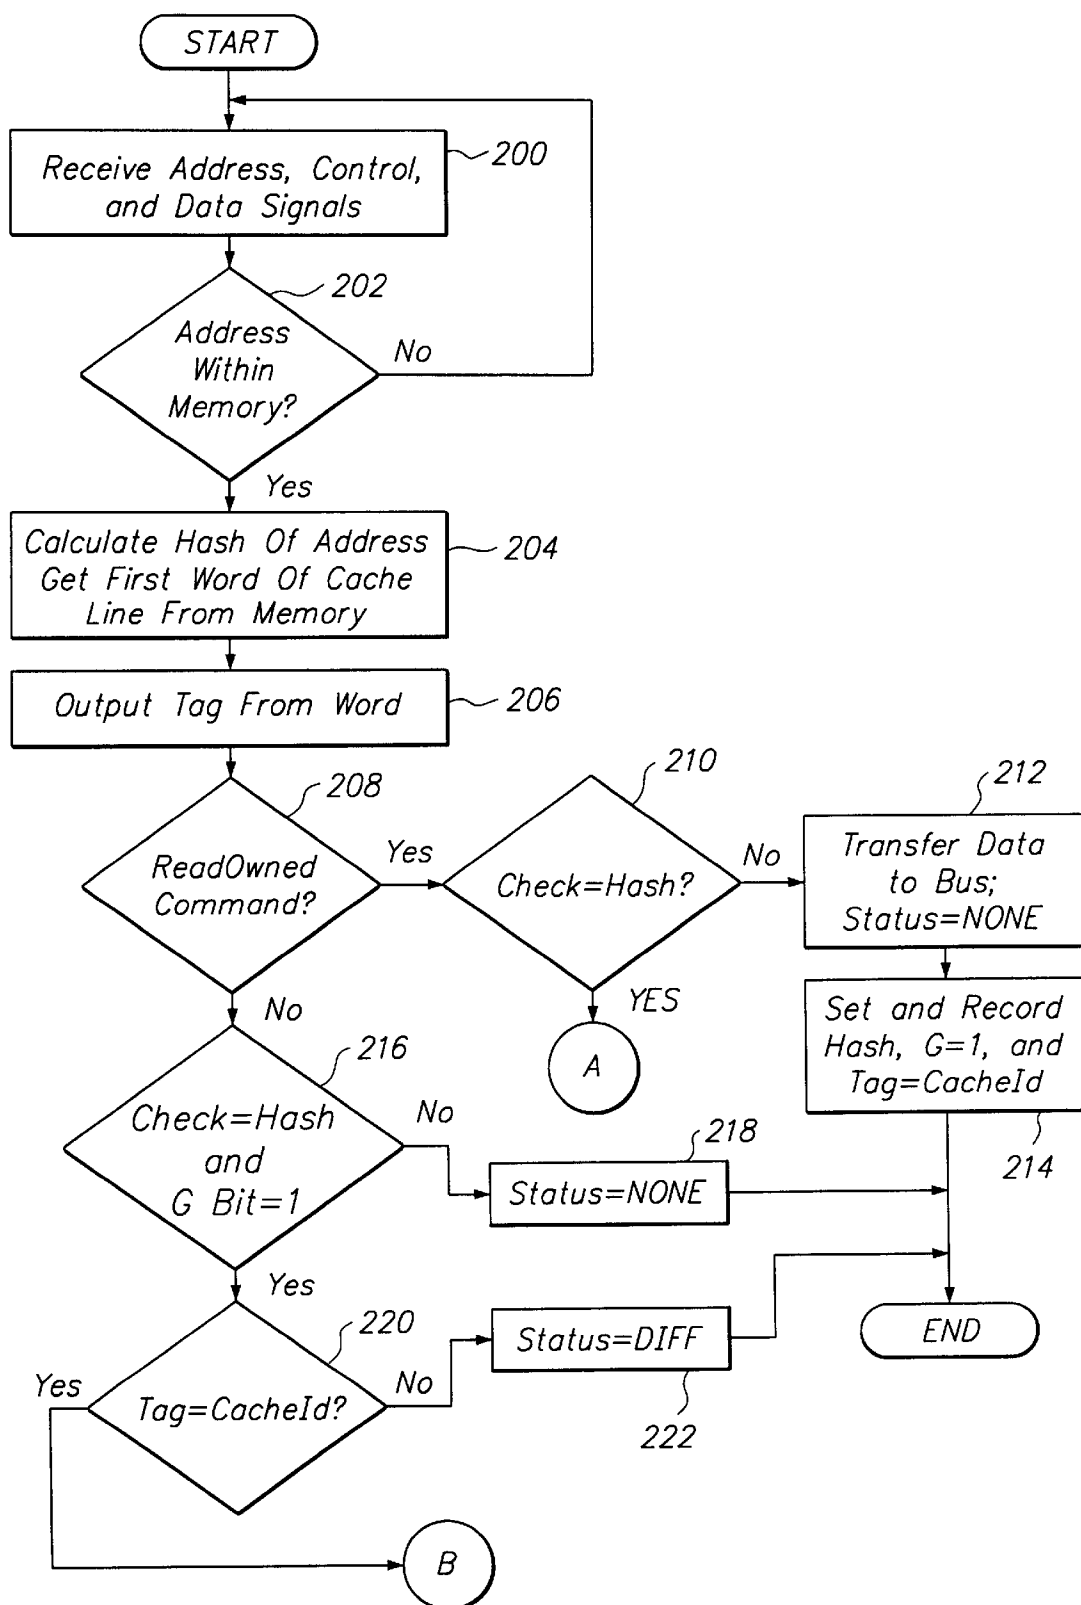 START
Receive Address, Control,
and Data Signals
200
202
Address
Within
Memory?
No
Yes
Calculate Hash Of Address
Get First Word Of Cache
Line From Memory
204
Output Tag From Word
206
208
ReadOwned
Command?
Yes
No
210
Check=Hash?
No
YES
A
212
Transfer Data
to Bus;
Status=NONE
Set and Record
Hash, G=1, and
Tag=CacheId
214
216
Check=Hash
and
G Bit=1
No
Yes
218
Status=NONE
220
Tag=CacheId?
Yes
No
Status=DIFF
222
END
B